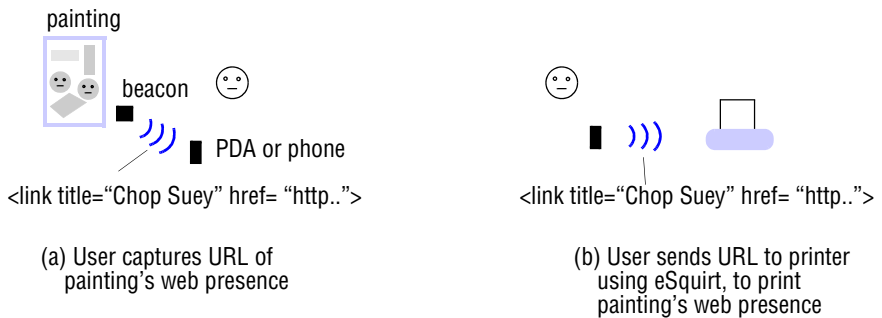 painting
beacon
PDA or phone
<link title=“Chop Suey” href= “http..”>
(a) User captures URL of
painting’s web presence
<link title=“Chop Suey” href= “http..”>
(b) User sends URL to printer
using eSquirt, to print
painting’s web presence